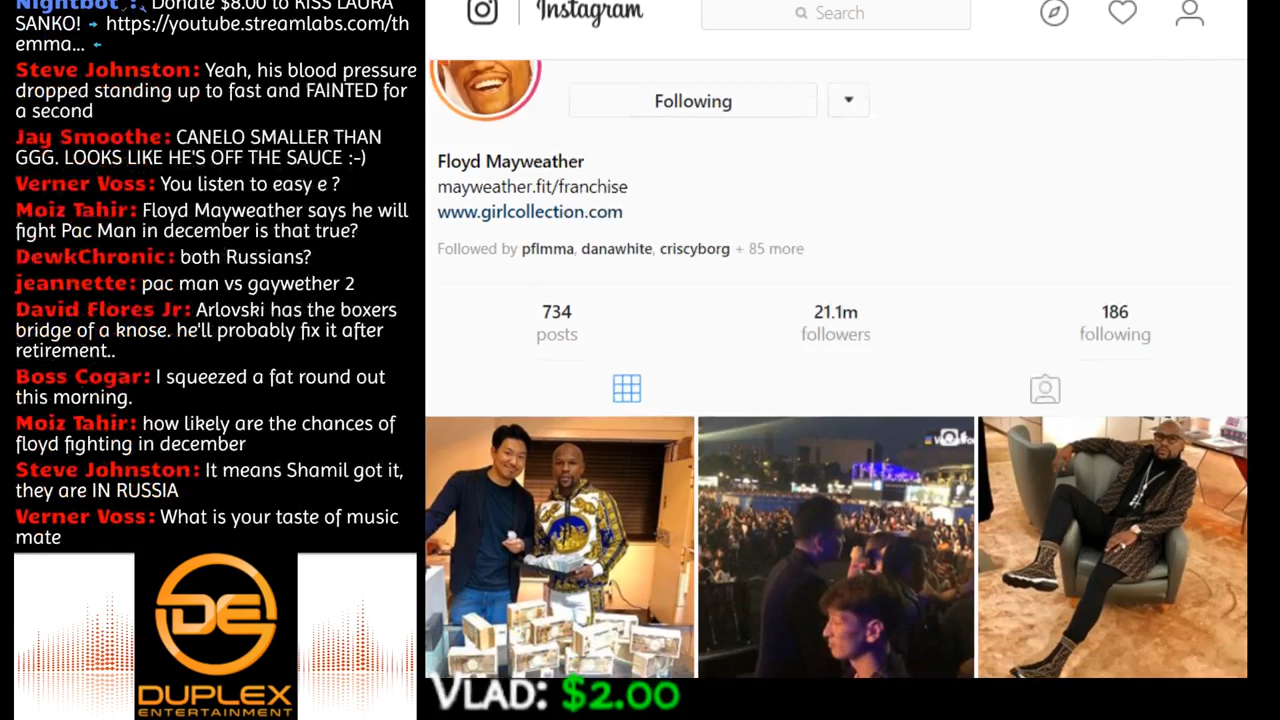 Nightbot : Donate $8.00 to KISS LAURA
SANKO! → https://youtube.streamlabs.com/th
emma... ←
Steve Johnston: Yeah, his blood pressure
dropped standing up to fast and FAINTED for
a second
Jay Smoothe: CANELO SMALLER THAN
GGG. LOOKS LIKE HE'S OFF THE SAUCE :-)
Verner Voss: You listen to easy e ?
Moiz Tahir: Floyd Mayweather says he will
fight Pac Man in december is that true?
DewkChronic: both Russians?
jeannette: pac man vs gaywether 2
David Flores Jr: Arlovski has the boxers
bridge of a knose. he'll probably fix it after
retirement..
Boss Cogar: I squeezed a fat round out
this morning.
Moiz Tahir: how likely are the chances of
floyd fighting in december
Steve Johnston: It means Shamil got it,
they are IN RUSSIA
Verner Voss: What is your taste of music
mate
DE
DUPLEX
ENTERTAINMENT
Instagram
Search
Following
Floyd Mayweather
mayweather.fit/franchise
www.girlcollection.com
Followed by pflmma, danawhite, criscyborg + 85 more
734 21.1m 186
posts followers following
VLAD: $2.00